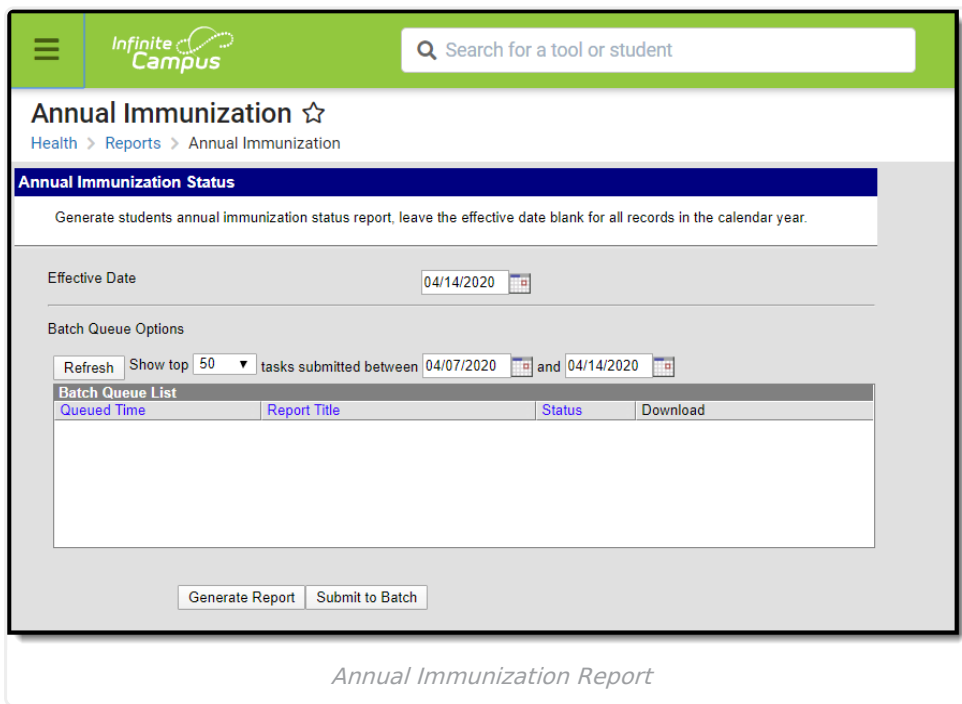 Infinite
Campus
Search for a tool or student
Annual Immunization
Health > Reports > Annual Immunization
Annual Immunization Status
Generate students annual immunization status report, leave the effective date blank for all records in the calendar year.
Effective Date 04/14/2020
Batch Queue Options
Refresh Show top 50 tasks submitted between 04/07/2020 and 04/14/2020
Batch Queue List
Queued Time Report Title Status Download
Generate Report Submit to Batch
Annual Immunization Report